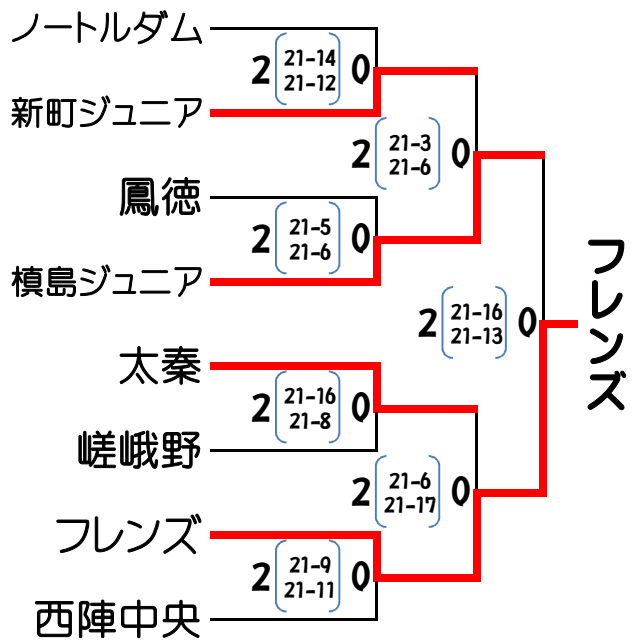 ノートルダム
2 21-14 0
21-12
新町ジュニア
2 21-3 0
21-6
鳳徳
2 21-5 0
21-6
槙島ジュニア
2 21-16 0
21-13
フレンズ
太秦
2 21-16 0
21-8
嵯峨野
2 21-6 0
21-17
フレンズ
2 21-9 0
21-11
西陣中央